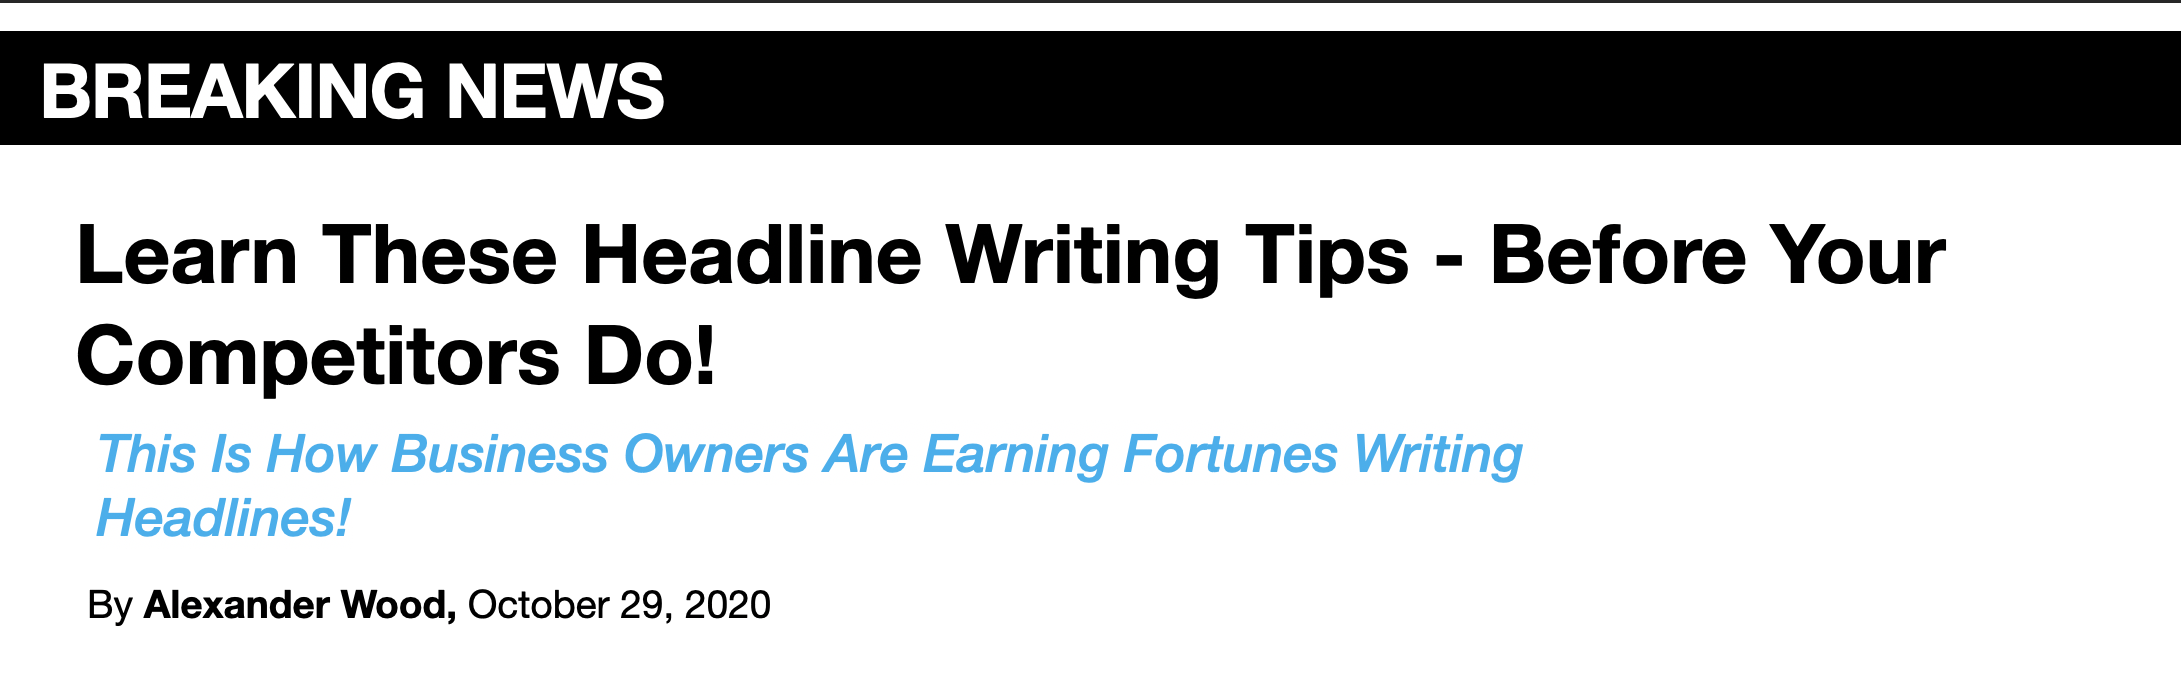 BREAKING NEWS
Learn These Headline Writing Tips - Before Your
Competitors Do!
This Is How Business Owners Are Earning Fortunes Writing
Headlines!
By Alexander Wood, October 29, 2020